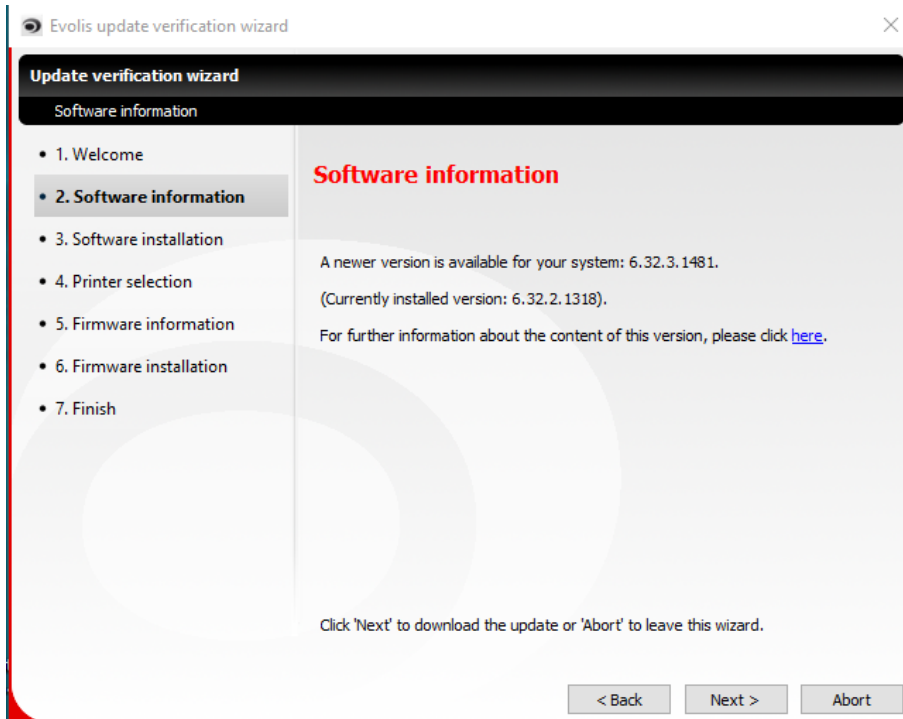 Evolis update verification wizard
Update verification wizard
Software information
• 1. Welcome
• 2. Software information
• 3. Software installation
• 4. Printer selection
• 5. Firmware information
• 6. Firmware installation
• 7. Finish
Software information
A newer version is available for your system: 6.32.3.1481.
(Currently installed version: 6.32.2.1318).
For further information about the content of this version, please click here.
Click 'Next' to download the update or 'Abort' to leave this wizard.
< Back
Next >
Abort